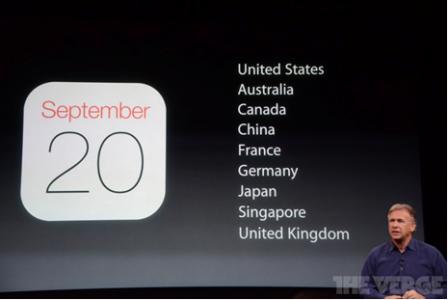 September
20
United States
Australia
Canada
China
France
Germany
Japan
Singapore
United Kingdom
THE VERGE